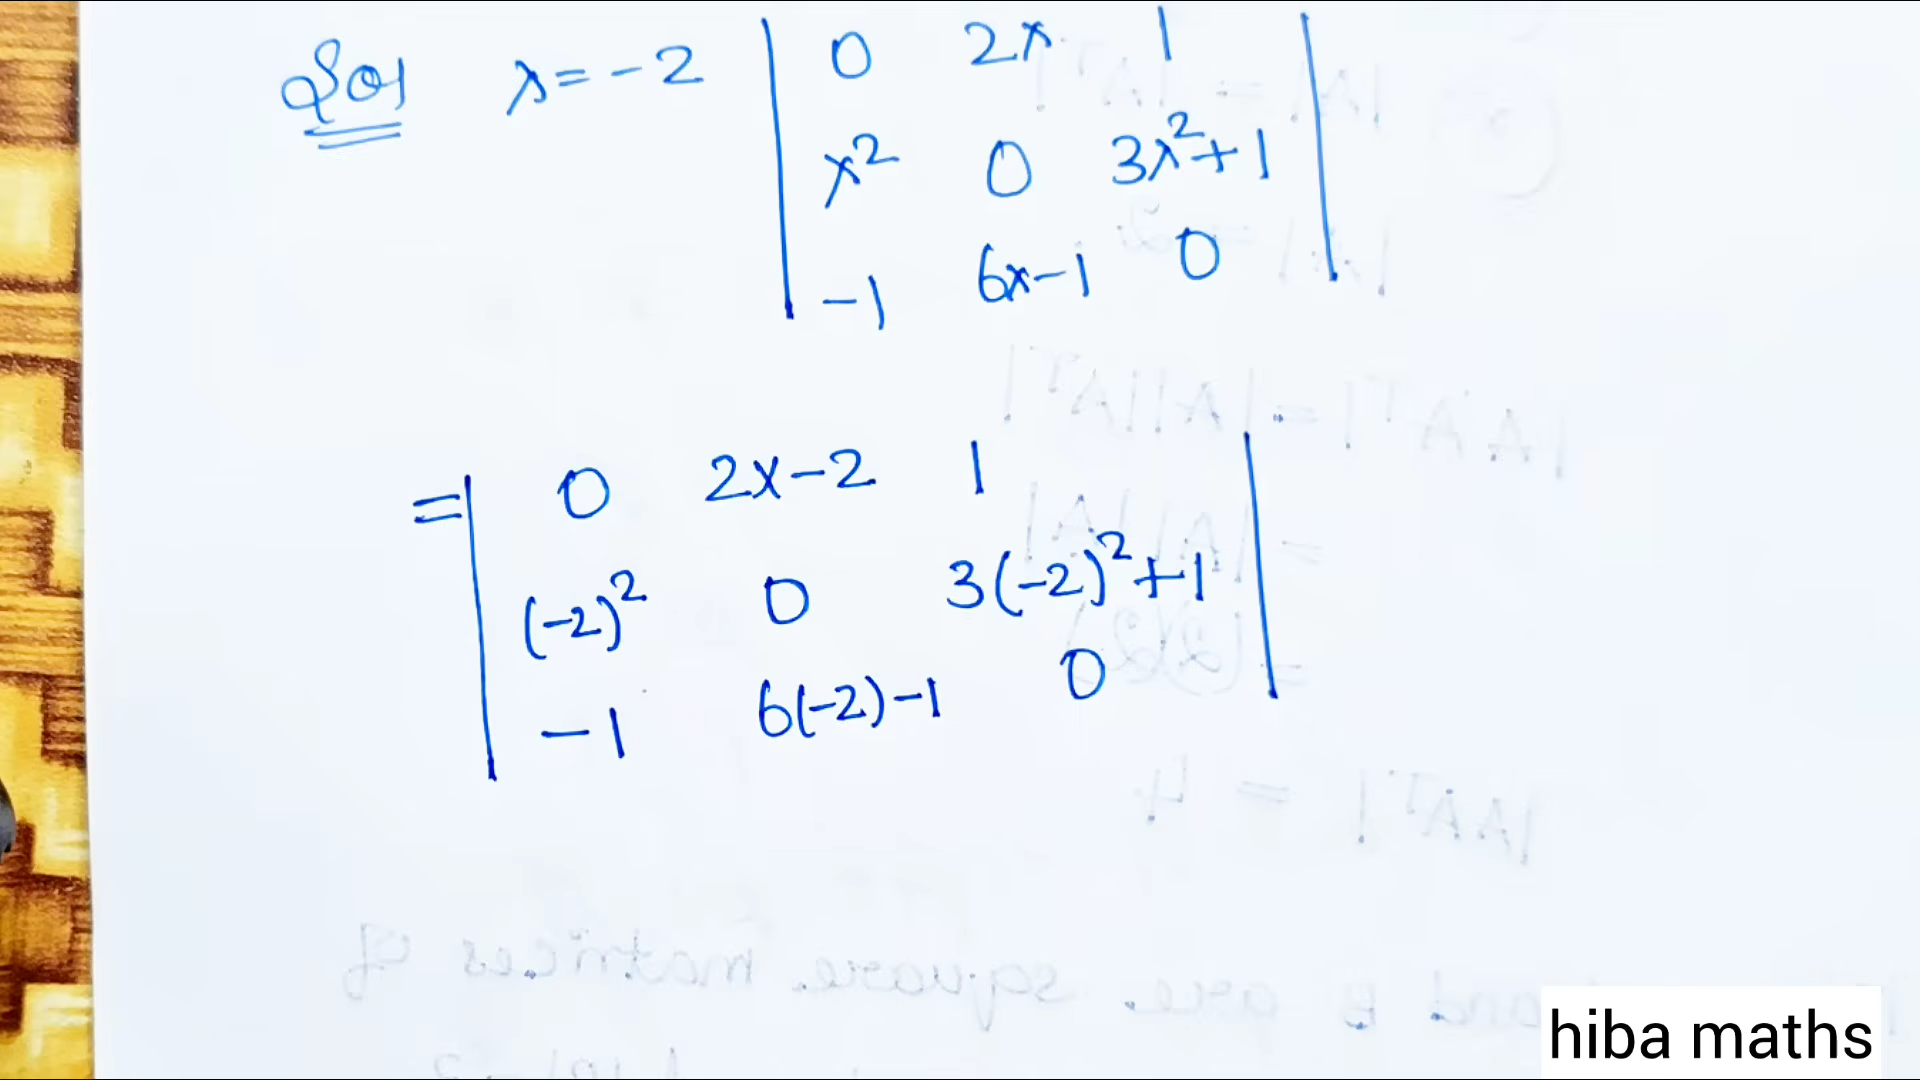 Sol x=-2 | 0 2x 1 |
x² 0 3x²+1
-1 6x-1 0
= | 0 2x-2 1 |
(-2)² 0 3(-2)²+1
-1 6(-2)-1 0
hiba maths